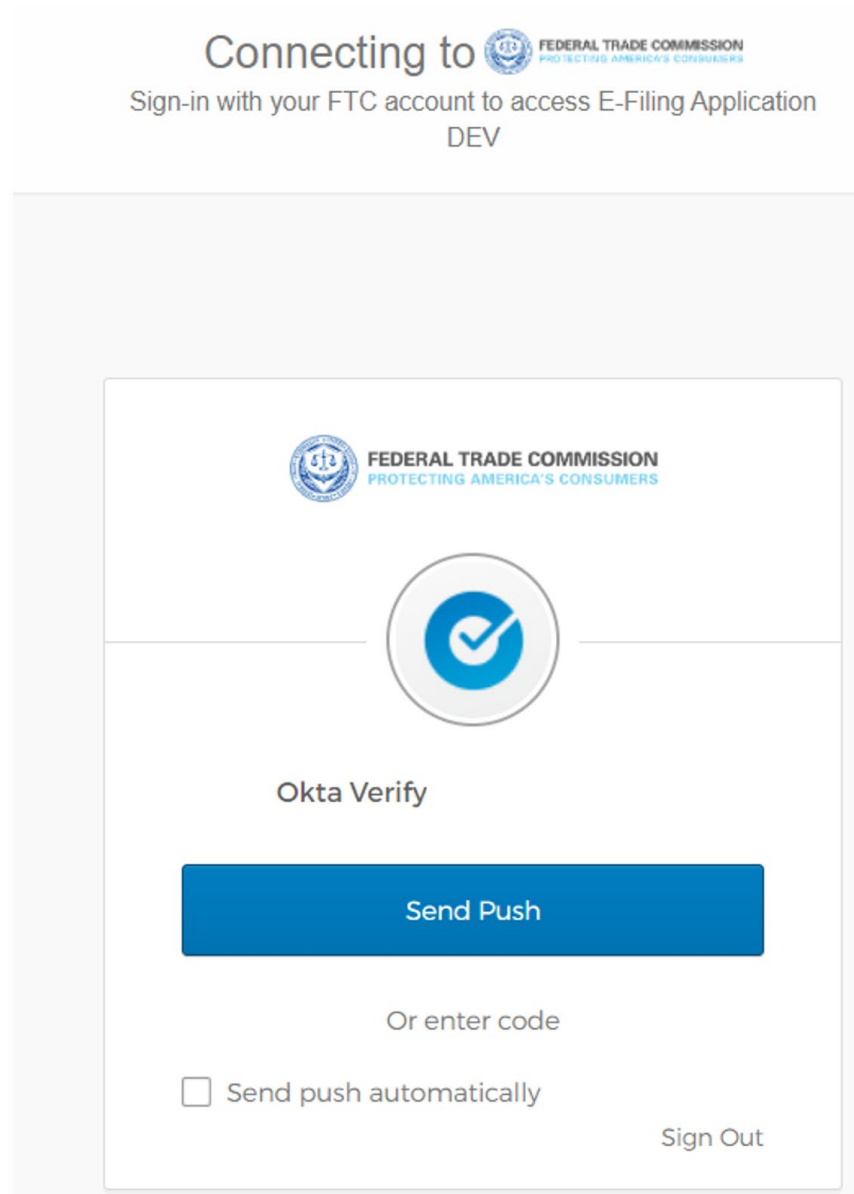 Connecting to FEDERAL TRADE COMMISSION
PROTECTING AMERICA'S CONSUMERS
Sign-in with your FTC account to access E-Filing Application
DEV
FEDERAL TRADE COMMISSION
PROTECTING AMERICA'S CONSUMERS
Okta Verify
Send Push
Or enter code
Send push automatically
Sign Out